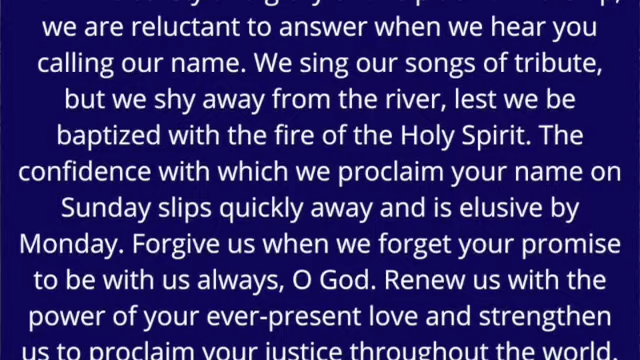 we are reluctant to answer when we hear you
calling our name. We sing our songs of tribute,
but we shy away from the river, lest we be
baptized with the fire of the Holy Spirit. The
confidence with which we proclaim your name on
Sunday slips quickly away and is elusive by
Monday. Forgive us when we forget your promise
to be with us always, O God. Renew us with the
power of your ever-present love and strengthen
us to proclaim your justice throughout the world.